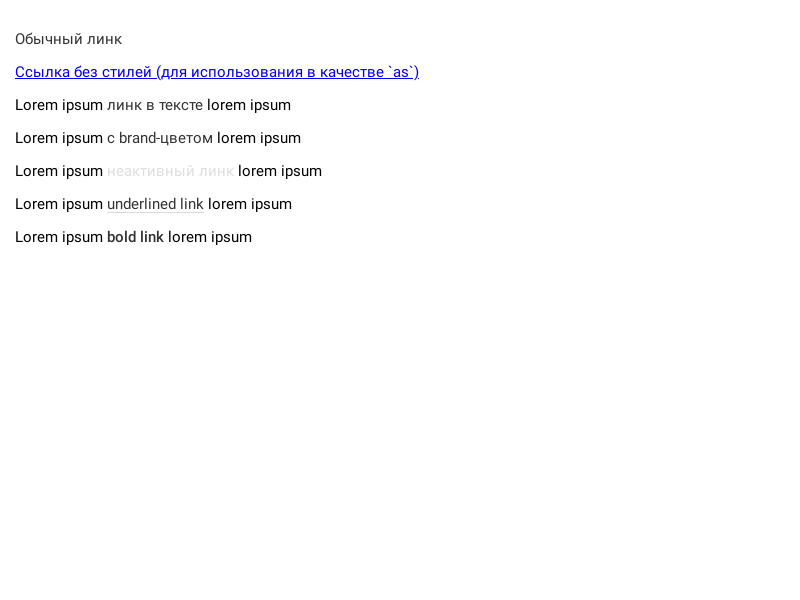 Обычный линк
Ссылка без стилей (для использования в качестве `as`)
Lorem ipsum линк в тексте lorem ipsum
Lorem ipsum с brand-цветом lorem ipsum
Lorem ipsum неактивный линк lorem ipsum
Lorem ipsum underlined link lorem ipsum
Lorem ipsum bold link lorem ipsum